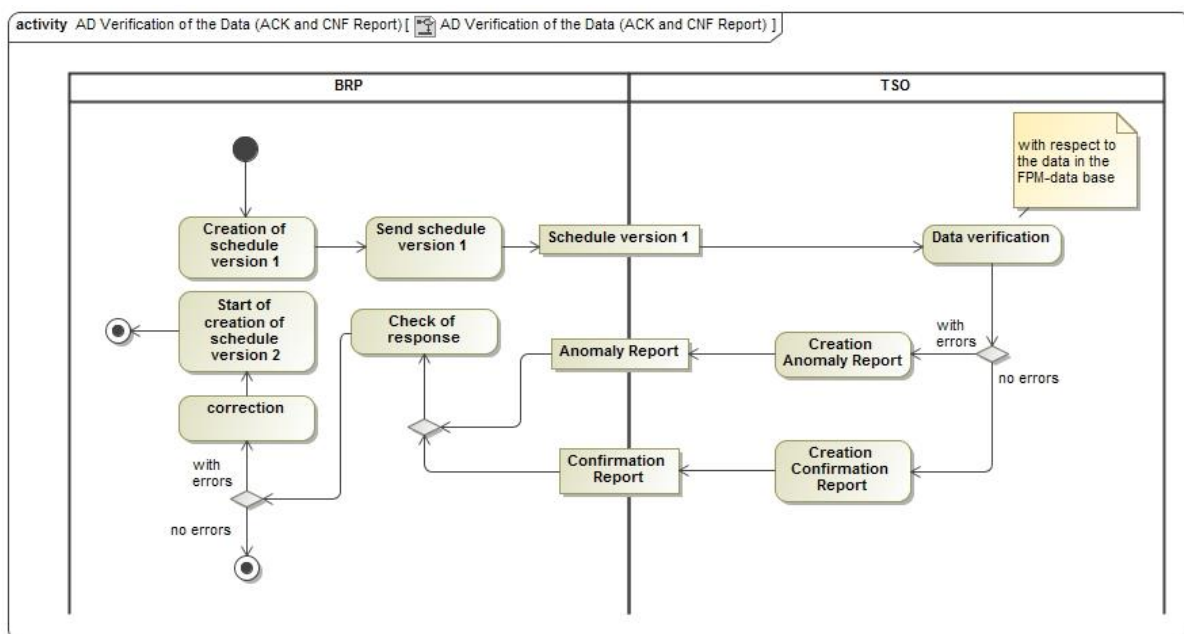 activity AD Verification of the Data (ACK and CNF Report) [ AD Verification of the Data (ACK and CNF Report) ]
BRP
TSO
with respect to
the data in the
FPM-data base
Creation of
schedule
version 1
Send schedule
version 1
Schedule version 1
Data verification
Start of
creation of
schedule
version 2
Check of
response
Anomaly Report
Creation
Anomaly Report
with
errors
no errors
correction
Confirmation
Report
Creation
Confirmation
Report
with
errors
no errors